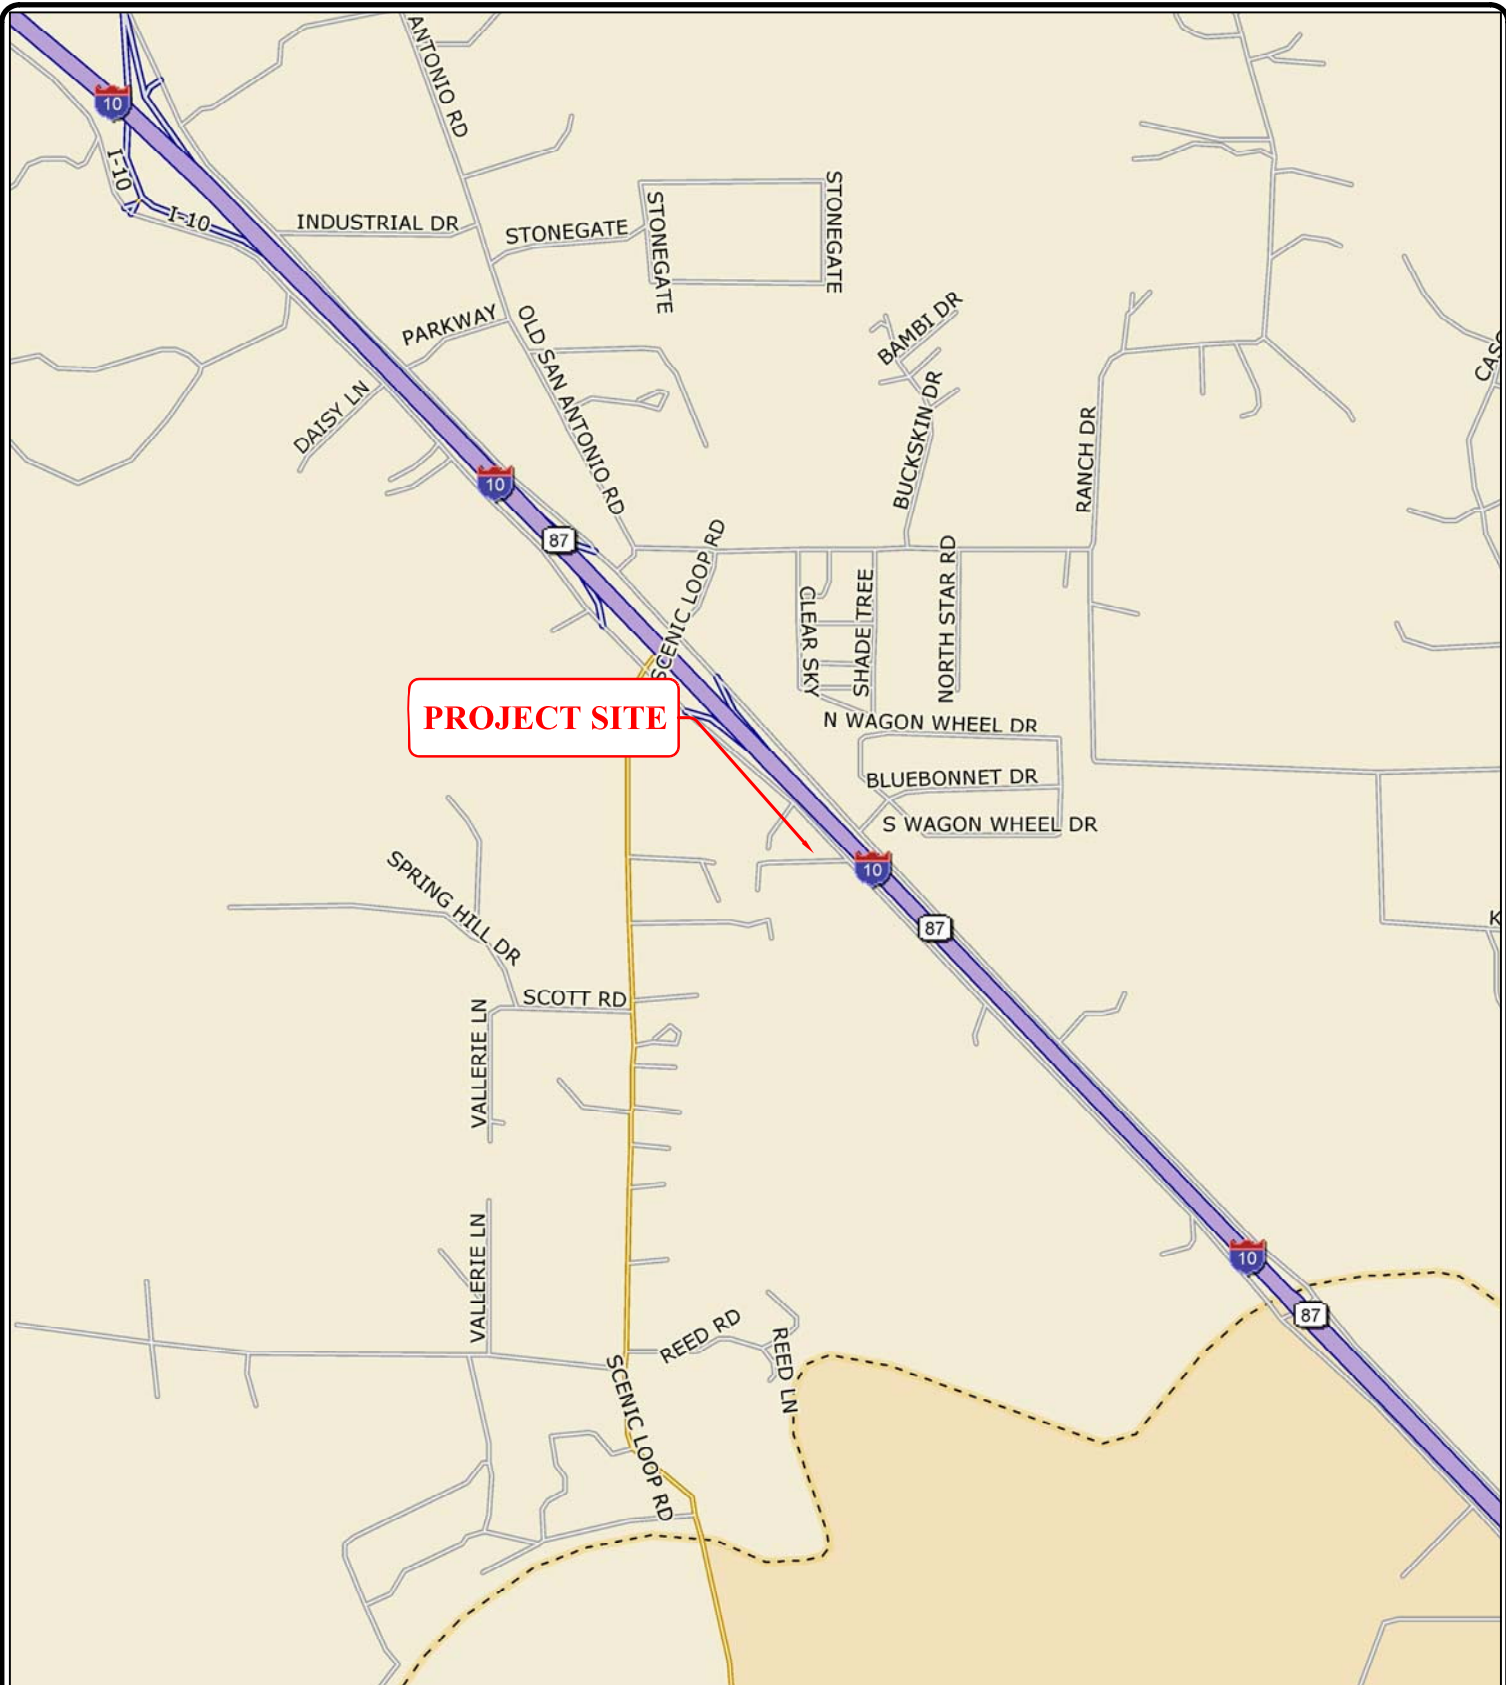 ANTONIO RD
10
I-10
I-10
INDUSTRIAL DR
STONEGATE
STONEGATE
STONEGATE
PARKWAY
OLD SAN ANTONIO RD
BAMBI DR
DAISY LN
BUCKSKIN DR
RANCH DR
10
87
SCENIC LOOP RD
CLEAR SKY
SHADE TREE
NORTH STAR RD
PROJECT SITE
N WAGON WHEEL DR
BLUEBONNET DR
S WAGON WHEEL DR
10
87
SPRING HILL DR
SCOTT RD
VALLERIE LN
VALLERIE LN
10
87
REED RD
REED LN
SCENIC LOOP RD